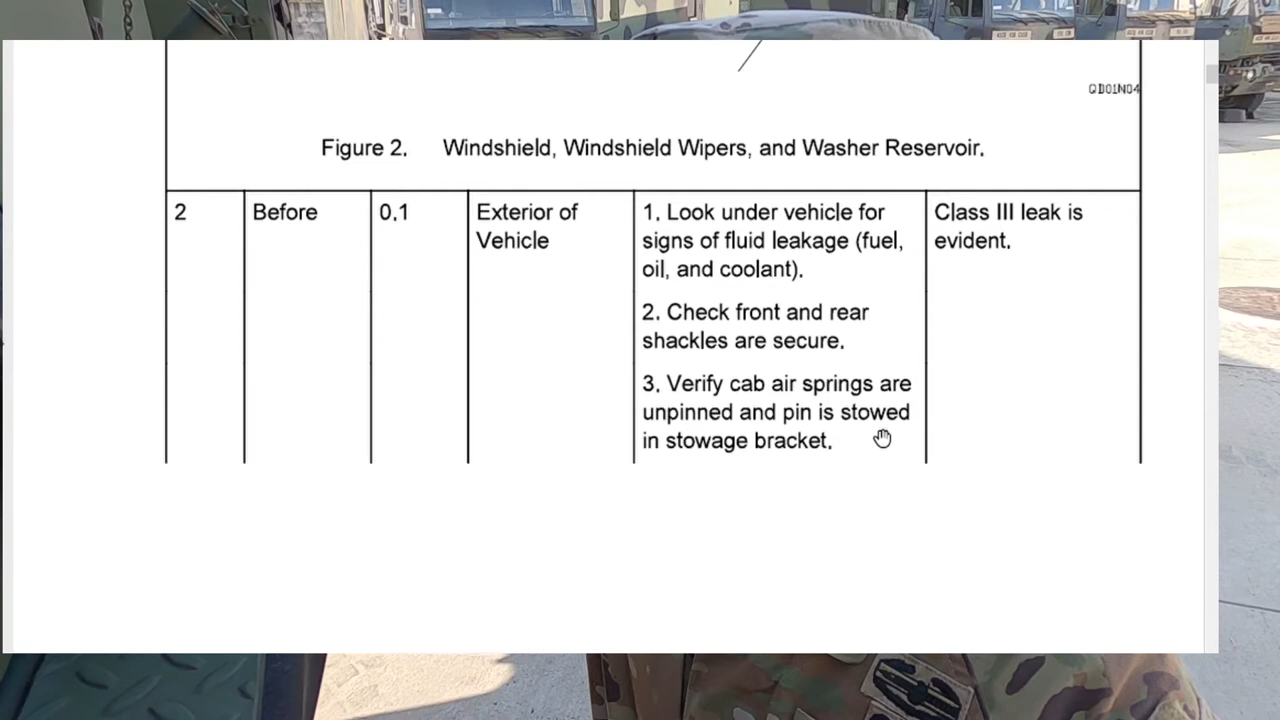 QD01N04
Figure 2. Windshield, Windshield Wipers, and Washer Reservoir.
2
Before
0.1
Exterior of
Vehicle
1. Look under vehicle for
signs of fluid leakage (fuel,
oil, and coolant).
2. Check front and rear
shackles are secure.
3. Verify cab air springs are
unpinned and pin is stowed
in stowage bracket.
Class III leak is
evident.